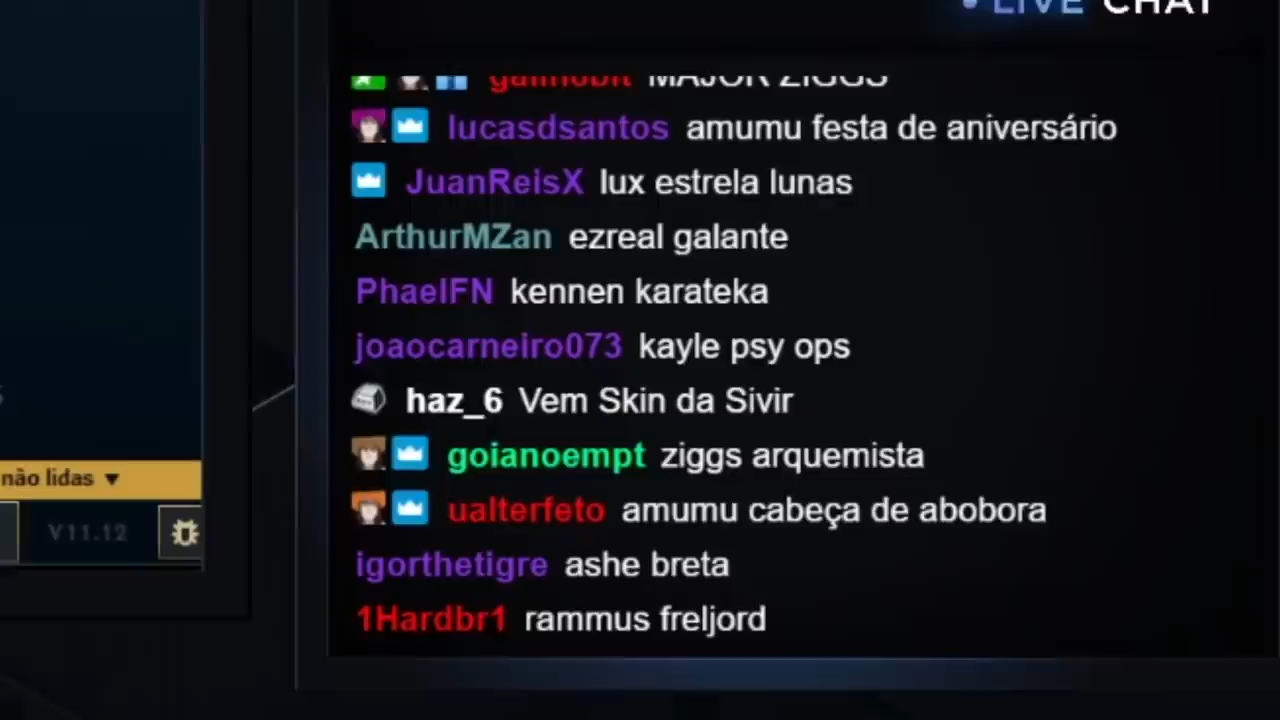 LIVE CHAT
MAJOR ZIGGS
lucasdsantos amumu festa de aniversário
JuanReisX lux estrela lunas
ArthurMZan ezreal galante
PhaelFN kennen karateka
joaocarneiro073 kayle psy ops
haz_6 Vem Skin da Sivir
goianoempt ziggs arquemista
ualterfeto amumu cabeça de abobora
igorthetigre ashe breta
1Hardbr1 rammus freljord
não lidas ▼
V11.12